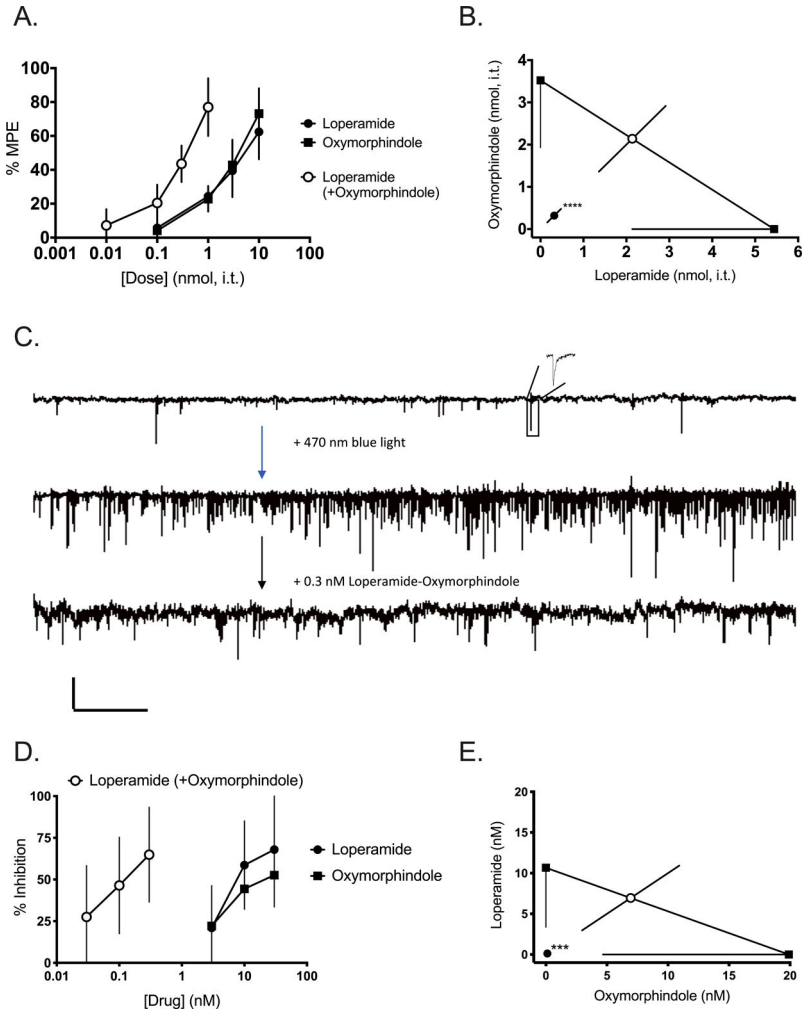 A.
B.
100
80
60
40
20
0
% MPE
0.001
0.01
0.1
1
10
100
[Dose] (nmol, i.t.)
Loperamide
Oxymorphindole
Loperamide
(+Oxymorphindole)
4
3
2
1
0
Oxymorphindole (nmol, i.t.)
****
0
1
2
3
4
5
6
Loperamide (nmol, i.t.)
C.
+ 470 nm blue light
+ 0.3 nM Loperamide-Oxymorphindole
D.
E.
Loperamide (+Oxymorphindole)
100
75
50
25
0
% Inhibition
0.01
0.1
1
10
100
[Drug] (nM)
Loperamide
Oxymorphindole
20
15
10
5
0
Loperamide (nM)
***
0
5
10
15
20
Oxymorphindole (nM)